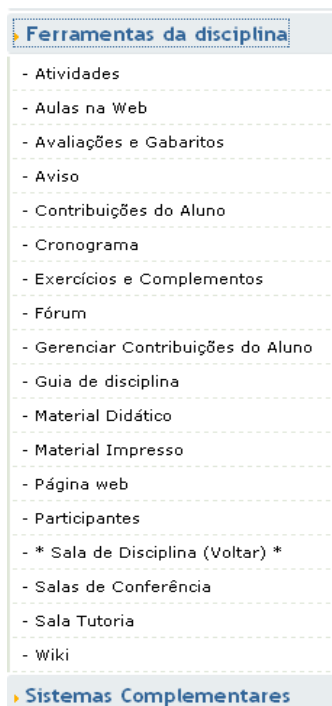 Ferramentas da disciplina
- Atividades
- Aulas na Web
- Avaliações e Gabaritos
- Aviso
- Contribuições do Aluno
- Cronograma
- Exercícios e Complementos
- Fórum
- Gerenciar Contribuições do Aluno
- Guia de disciplina
- Material Didático
- Material Impresso
- Página web
- Participantes
- * Sala de Disciplina (Voltar) *
- Salas de Conferência
- Sala Tutoria
- Wiki
Sistemas Complementares